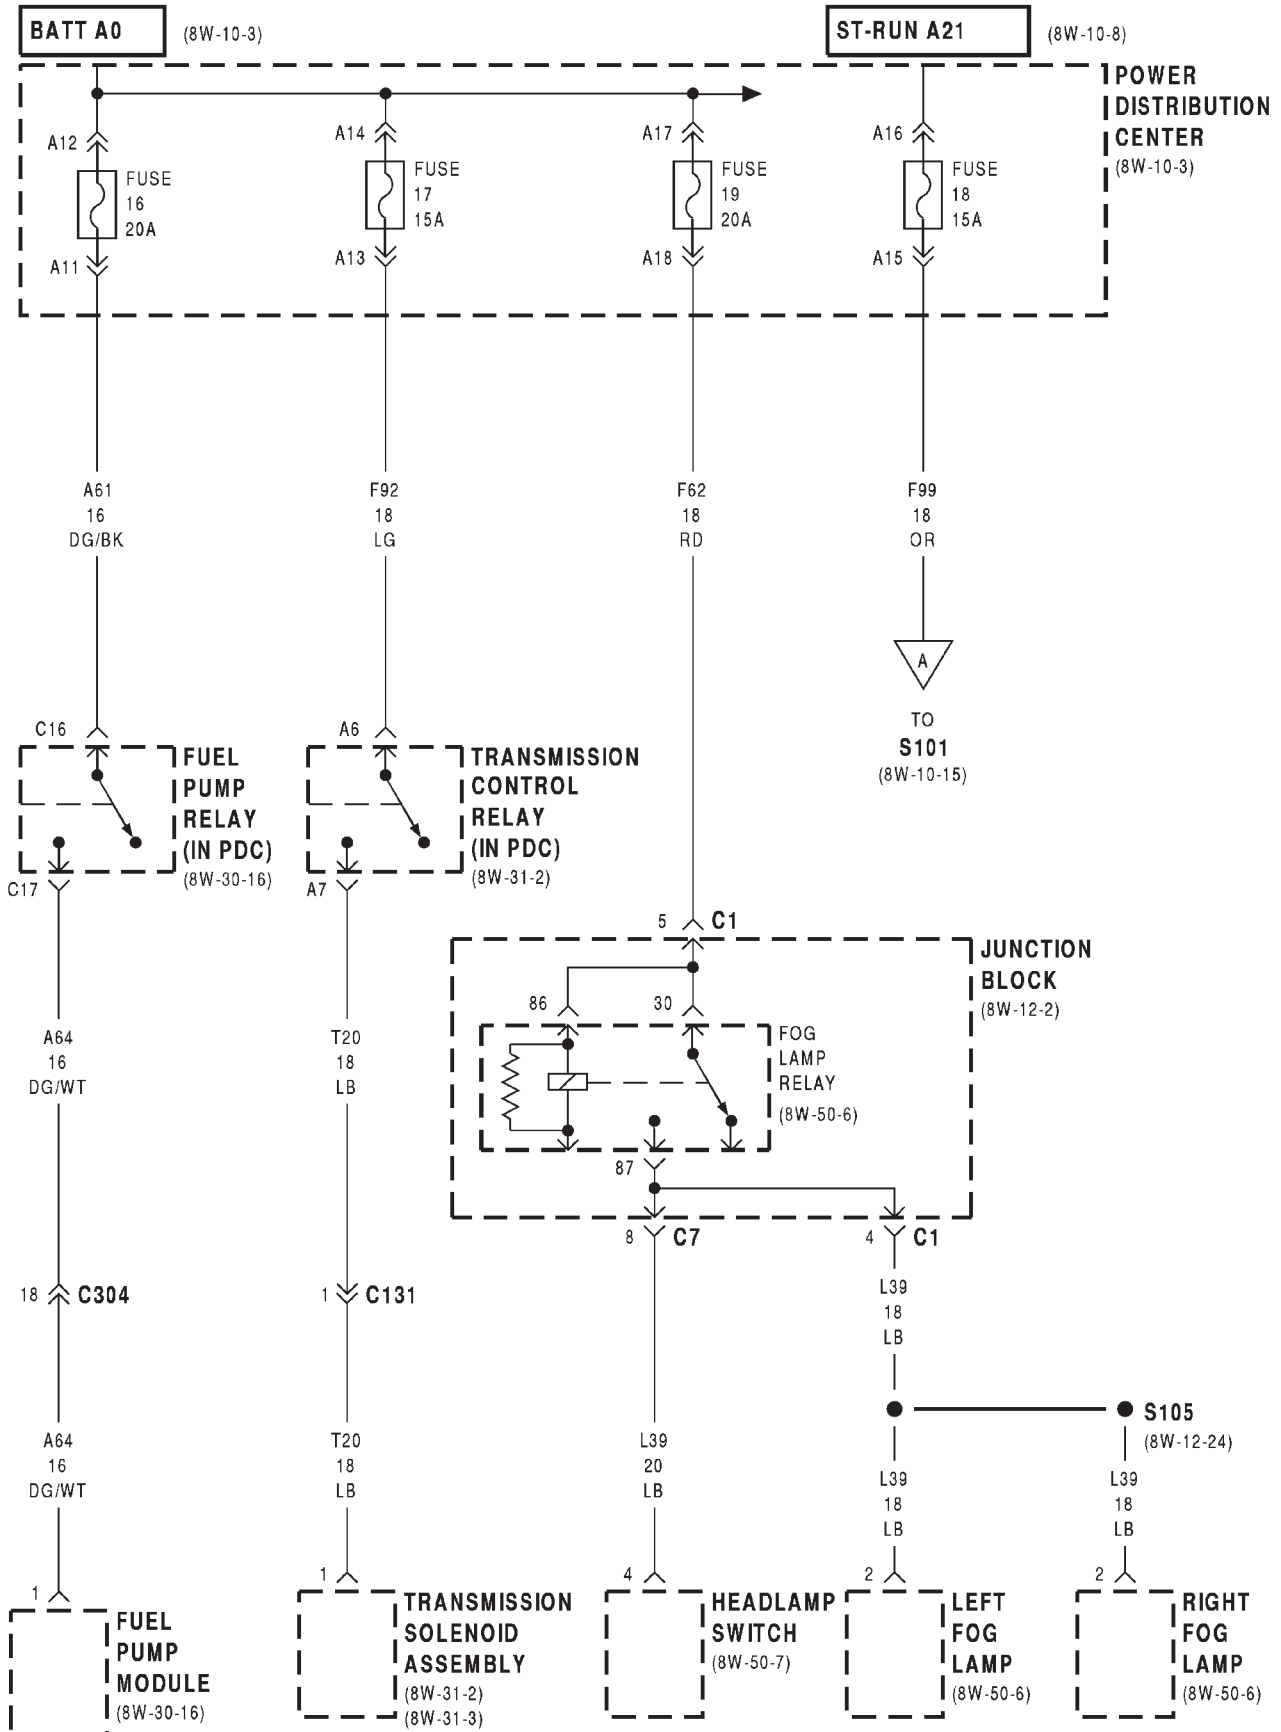 BATT A0 (8W-10-3)
ST-RUN A21 (8W-10-8)
POWER
DISTRIBUTION
CENTER
(8W-10-3)
A12
FUSE
16
20A
A11
A14
FUSE
17
15A
A13
A17
FUSE
19
20A
A18
A16
FUSE
18
15A
A15
A61
16
DG/BK
F92
18
LG
F62
18
RD
F99
18
OR
A
TO
S101
(8W-10-15)
C16
FUEL
PUMP
RELAY
(IN PDC)
(8W-30-16)
C17
A6
TRANSMISSION
CONTROL
RELAY
(IN PDC)
(8W-31-2)
A7
5 C1
JUNCTION
BLOCK
(8W-12-2)
86
30
FOG
LAMP
RELAY
(8W-50-6)
87
8 C7
4 C1
A64
16
DG/WT
T20
18
LB
18 C304
1 C131
L39
18
LB
S105
(8W-12-24)
A64
16
DG/WT
T20
18
LB
L39
20
LB
L39
18
LB
L39
18
LB
1
FUEL
PUMP
MODULE
(8W-30-16)
1
TRANSMISSION
SOLENOID
ASSEMBLY
(8W-31-2)
(8W-31-3)
4
HEADLAMP
SWITCH
(8W-50-7)
2
LEFT
FOG
LAMP
(8W-50-6)
2
RIGHT
FOG
LAMP
(8W-50-6)